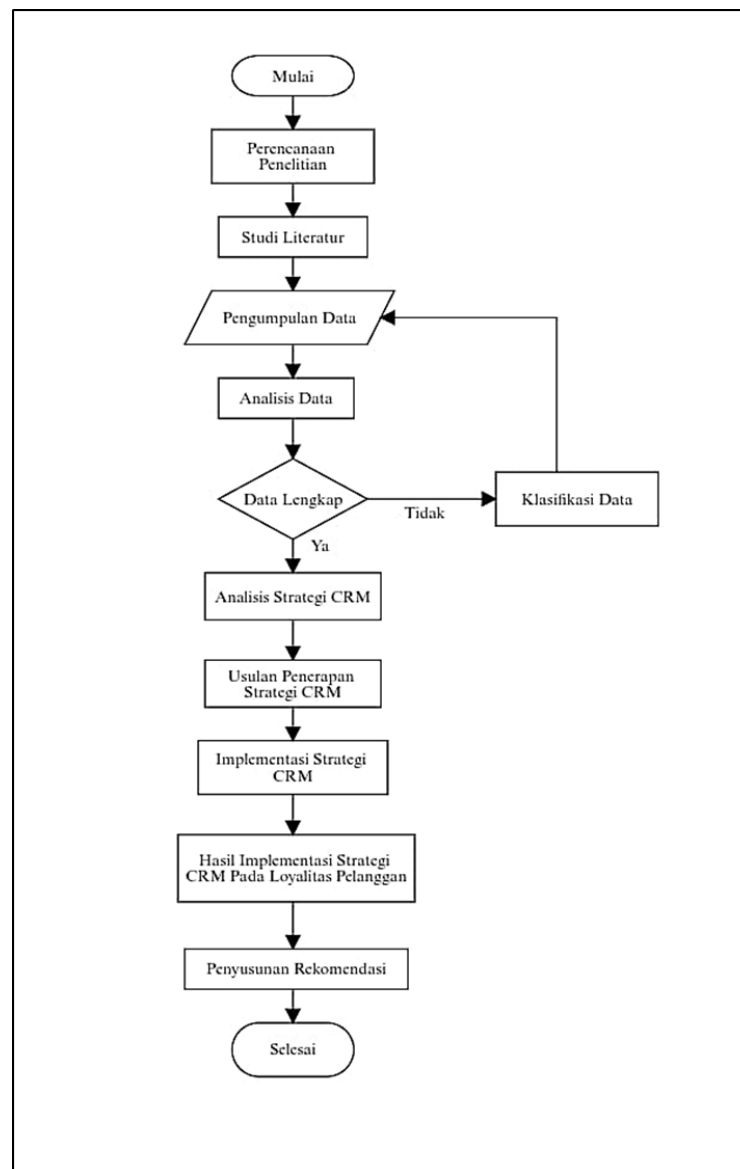 Mulai
Perencanaan
Penelitian
Studi Literatur
Pengumpulan Data
Analisis Data
Data Lengkap
Tidak
Klasifikasi Data
Ya
Analisis Strategi CRM
Usulan Penerapan
Strategi CRM
Implementasi Strategi
CRM
Hasil Implementasi Strategi
CRM Pada Loyalitas Pelanggan
Penyusunan Rekomendasi
Selesai